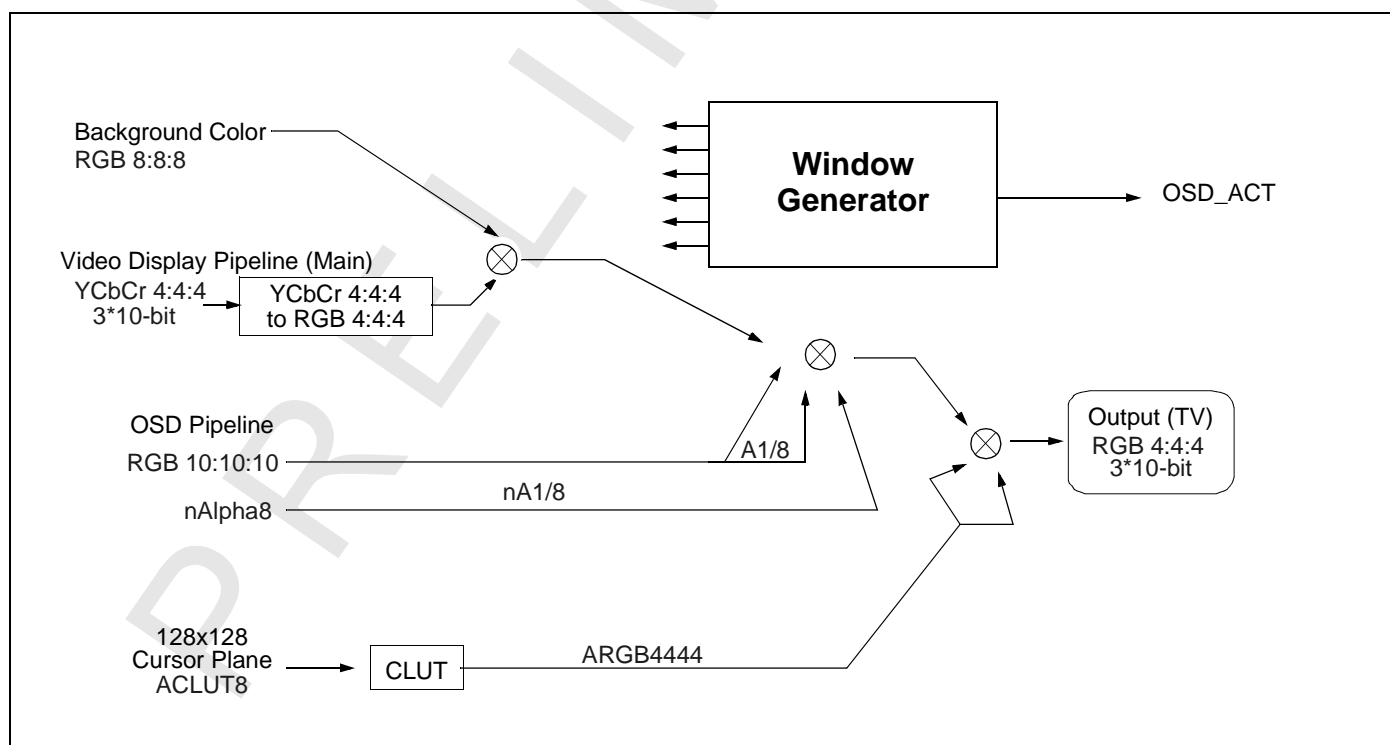 Background Color
RGB 8:8:8
Window
Generator
OSD_ACT
Video Display Pipeline (Main)
YCbCr 4:4:4
3*10-bit
YCbCr 4:4:4
to RGB 4:4:4
OSD Pipeline
RGB 10:10:10
A1/8
nA1/8
nAlpha8
Output (TV)
RGB 4:4:4
3*10-bit
128x128
Cursor Plane
ACLUT8
CLUT
ARGB4444
PRELIN